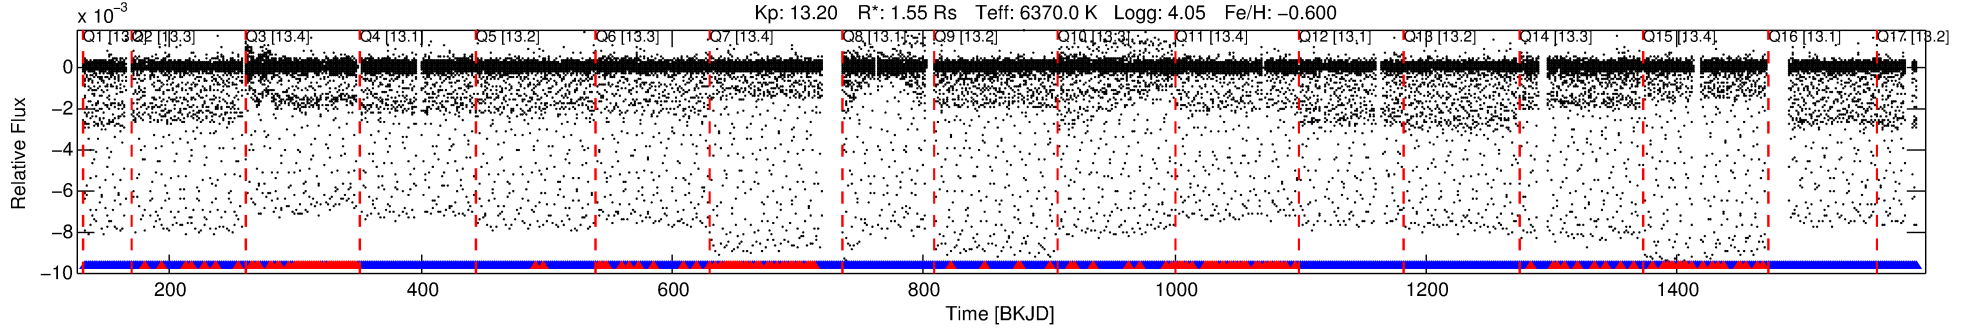 Kp: 13.20 R*: 1.55 Rs Teff: 6370.0 K Logg: 4.05 Fe/H: −0.600
x 10⁻³
Q2 [13.3] Q3 [13.4] Q4 [13.1] Q5 [13.2] Q6 [13.3] Q7 [13.4] Q8 [13.1] Q9 [13.2] Q10 [13.3] Q11 [13.4] Q12 [13.1] Q13 [13.2] Q14 [13.3] Q15 [13.4] Q16 [13.1] Q17 [13.2]
0
−2
−4
−6
−8
−10
Relative Flux
200 400 600 800 1000 1200 1400
Time [BKJD]